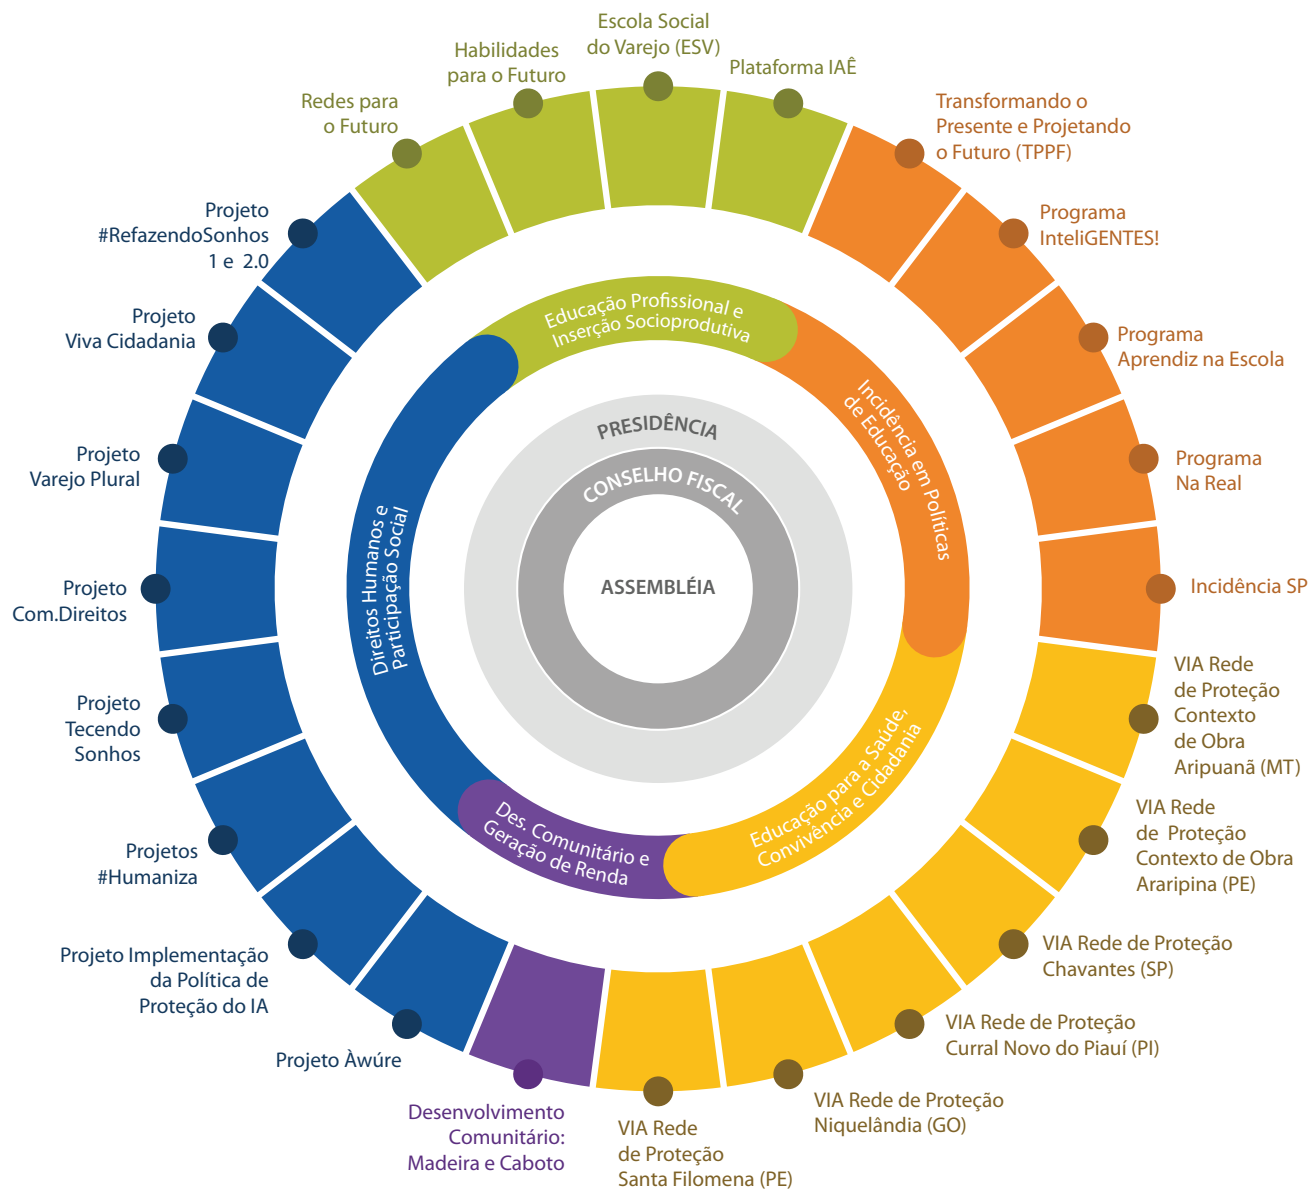 Escola Social
do Varejo (ESV)
Plataforma IAÊ
Transformando o
Presente e Projetando
o Futuro (TPPF)
Programa
InteliGENTES!
Programa
Aprendiz na Escola
Programa
Na Real
Incidência SP
VIA Rede
de Proteção
Contexto
de Obra
Aripuanã (MT)
VIA Rede
de Proteção
Contexto de Obra
Araripina (PE)
VIA Rede de Proteção
Chavantes (SP)
VIA Rede de Proteção
Curral Novo do Piauí (PI)
VIA Rede de Proteção
Niquelândia (GO)
VIA Rede
de Proteção
Santa Filomena (PE)
Desenvolvimento
Comunitário:
Madeira e Caboto
Projeto Àwúre
Projeto Implementação
da Política de
Proteção do IA
Projetos
#Humaniza
Projeto
Tecendo
Sonhos
Projeto
Com.Direitos
Projeto
Varejo Plural
Projeto
Viva Cidadania
Projeto
#RefazendoSonhos
1 e 2.0
Redes para
o Futuro
Habilidades
para o Futuro
Educação Profissional e
Inserção Socioprodutiva
Incidência em Políticas
de Educação
Educação para a Saúde,
Convivência e Cidadania
Des. Comunitário e
Geração de Renda
Direitos Humanos e
Participação Social
PRESIDÊNCIA
CONSELHO FISCAL
ASSEMBLÉIA